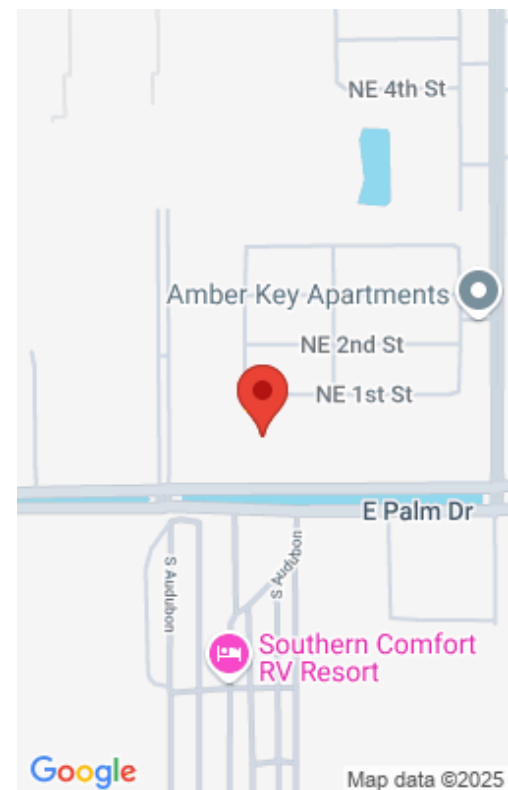 NE 4th St
Amber Key Apartments
NE 2nd St
NE 1st St
E Palm Dr
S Audubon
S Audubon
Southern Comfort
RV Resort
Google
Map data ©2025